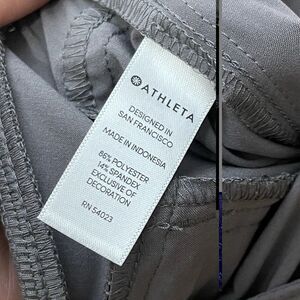 ATHLETA
DESIGNED IN
SAN FRANCISCO
MADE IN INDONESIA
86% POLYESTER
14% SPANDEX
EXCLUSIVE OF
DECORATION
RN 54023